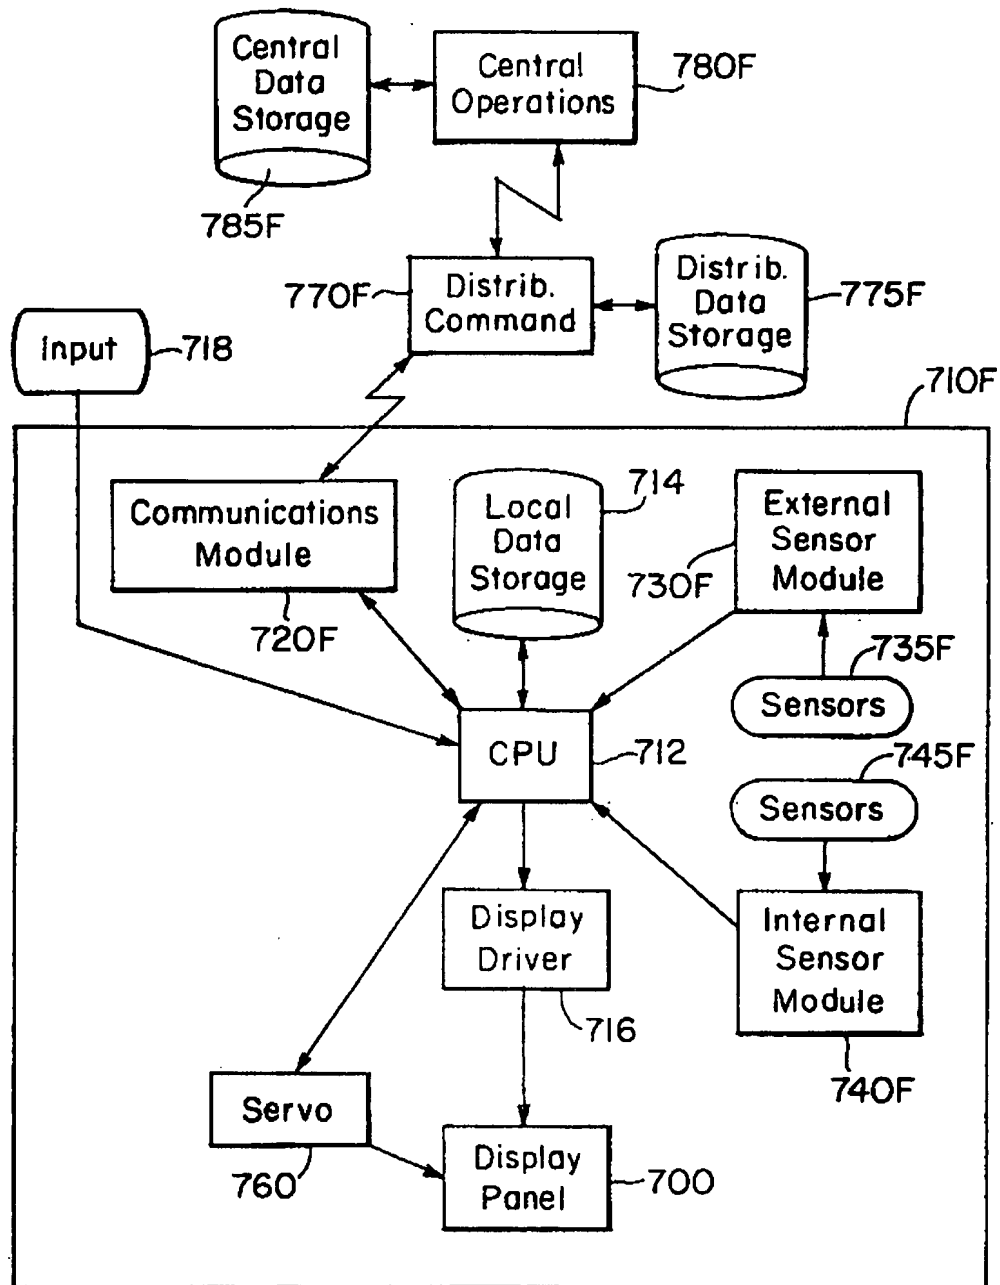 Central
Data
Storage
785F
Central
Operations
780F
770F
Distrib.
Command
Distrib.
Data
Storage
775F
Input
718
710F
Communications
Module
720F
Local
Data
Storage
714
External
Sensor
Module
730F
735F
Sensors
CPU
712
745F
Sensors
Display
Driver
716
Internal
Sensor
Module
740F
Servo
760
Display
Panel
700